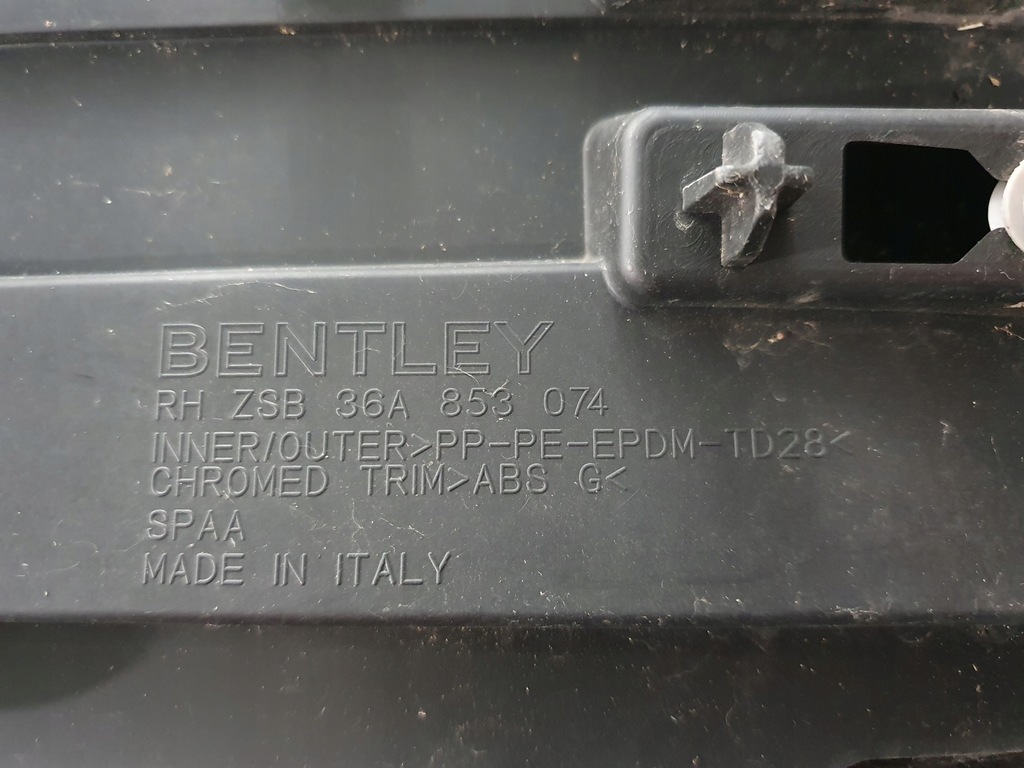 BENTLEY
RH ZSB 36A 853 074
INNER/OUTER>PP-PE-EPDM-TD28<
CHROMED TRIM>ABS G<
SPAA
MADE IN ITALY